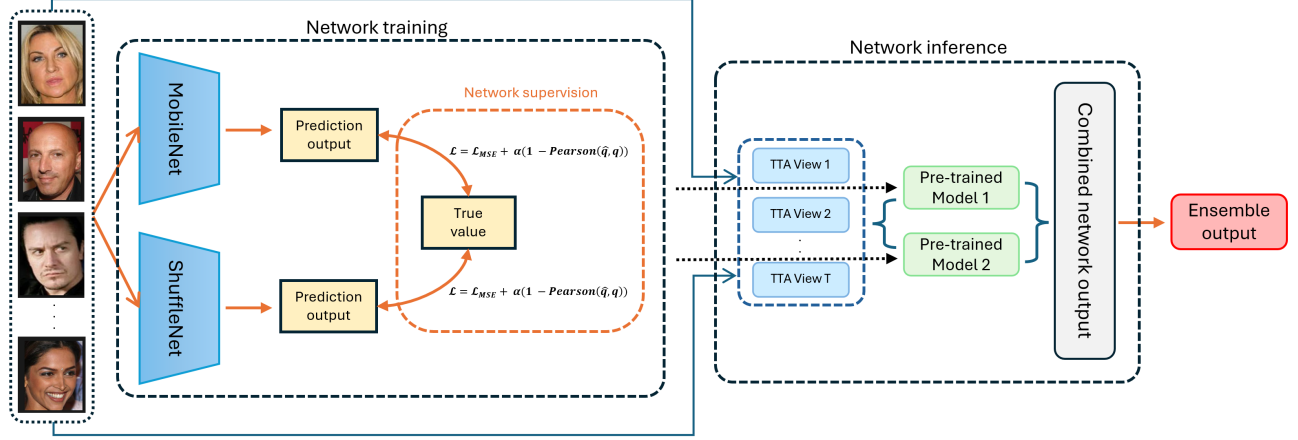 Network training
MobileNet
Prediction
output
Network supervision
ℒ = ℒ_MSE + α(1 − Pearson(q̂, q))
True
value
ShuffleNet
Prediction
output
ℒ = ℒ_MSE + α(1 − Pearson(q̂, q))
Network inference
TTA View 1
TTA View 2
TTA View T
Pre-trained
Model 1
Pre-trained
Model 2
Combined network output
Ensemble
output